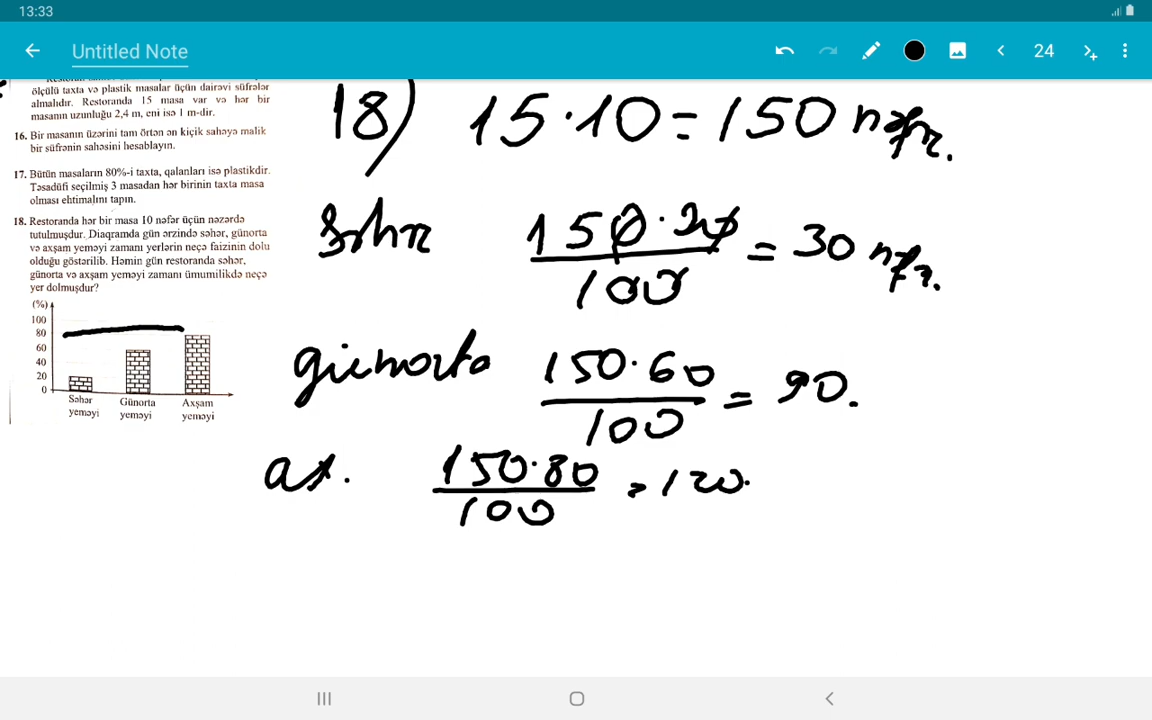 13:33
Untitled Note
24
ölçülü taxta və plastik masalar üçün dairəvi süfrələr
almalıdır. Restoranda 15 masa var və hər bir
masanın uzunluğu 2,4 m, eni isə 1 m-dir.
16. Bir masanın üzərini tam örtən ən kiçik sahəyə malik
bir süfrənin sahəsini hesablayın.
17. Bütün masaların 80%-i taxta, qalanları isə plastikdir.
Təsadüfi seçilmiş 3 masadan hər birinin taxta masa
olması ehtimalını tapın.
18. Restoranda hər bir masa 10 nəfər üçün nəzərdə
tutulmuşdur. Diaqramda gün ərzində səhər, günorta
və axşam yeməyi zamanı yerlərin neçə faizinin dolu
olduğu göstərilib. Həmin gün restoranda səhər,
günorta və axşam yeməyi zamanı ümumilikdə neçə
yer dolmuşdur?
(%)
100
80
60
40
20
0
Səhər yeməyi
Günorta yeməyi
Axşam yeməyi
18) 15·10=150 nəfr.
150·20
100
= 30 nfr.
günorta 150·60
100
= 90.
ax. 150·80
100
=120.